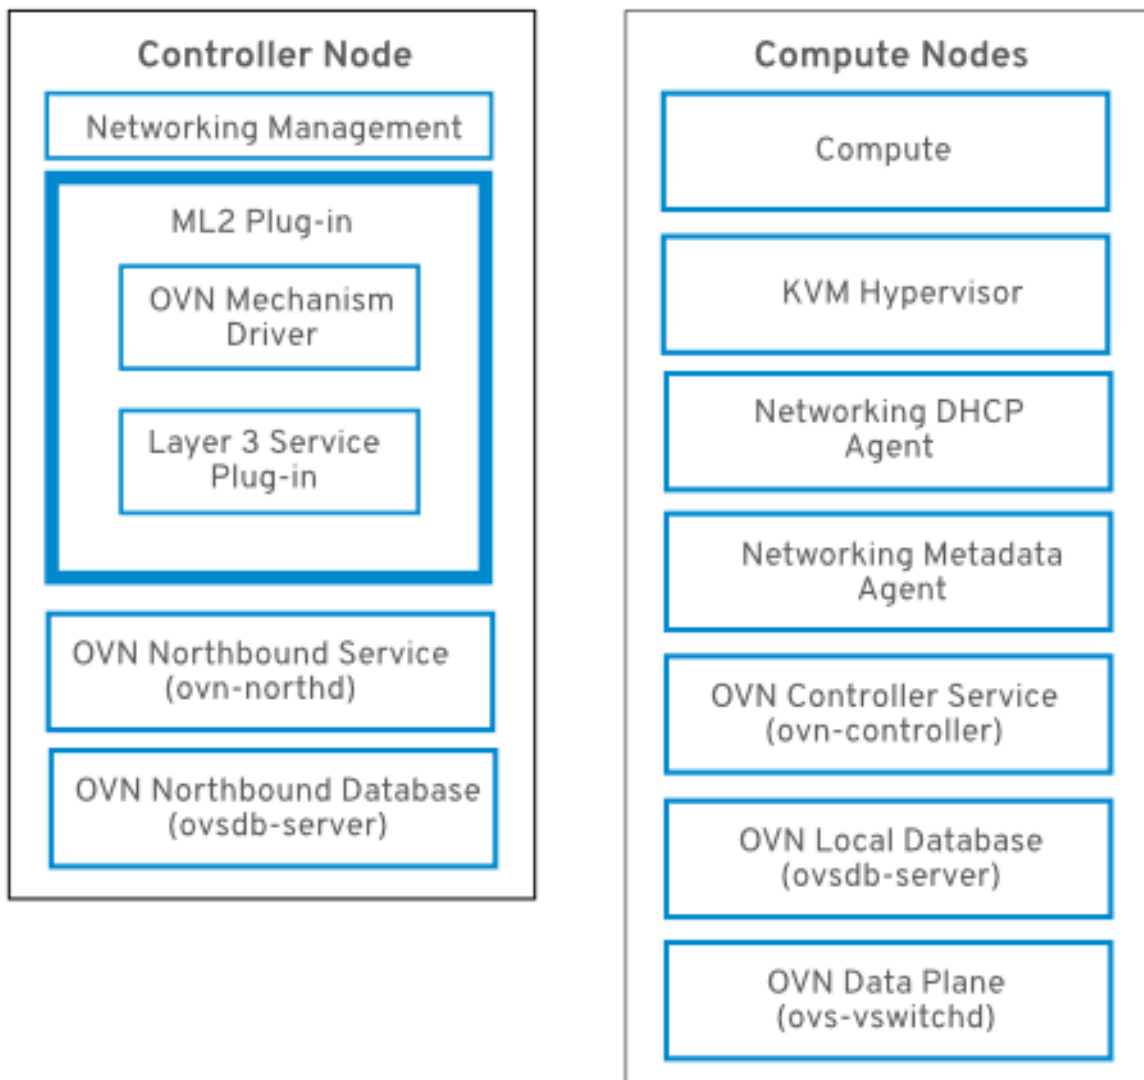 Controller Node
Networking Management
ML2 Plug-in
OVN Mechanism
Driver
Layer 3 Service
Plug-in
OVN Northbound Service
(ovn-northd)
OVN Northbound Database
(ovsdb-server)
Compute Nodes
Compute
KVM Hypervisor
Networking DHCP
Agent
Networking Metadata
Agent
OVN Controller Service
(ovn-controller)
OVN Local Database
(ovsdb-server)
OVN Data Plane
(ovs-vswitchd)